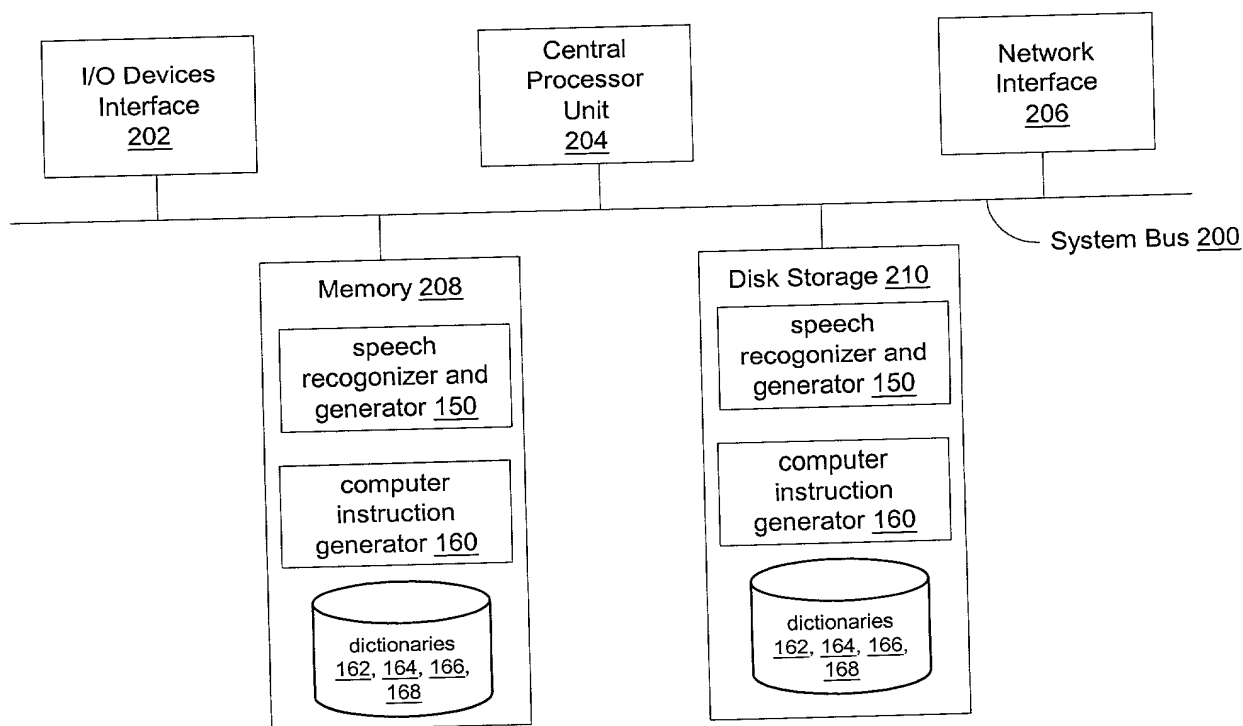 I/O Devices
Interface
202
Central
Processor
Unit
204
Network
Interface
206
System Bus 200
Memory 208
speech
recogonizer and
generator 150
computer
instruction
generator 160
dictionaries
162, 164, 166,
168
Disk Storage 210
speech
recogonizer and
generator 150
computer
instruction
generator 160
dictionaries
162, 164, 166,
168